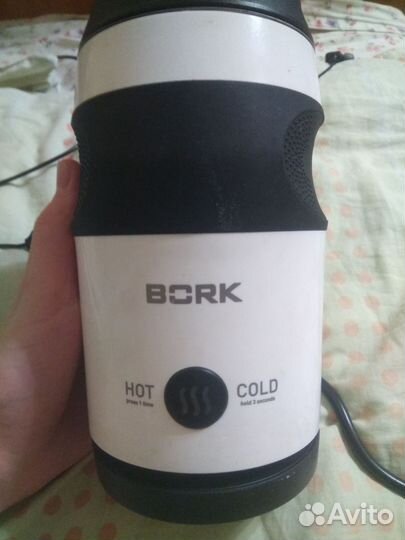 BORK
HOT COLD
press 1 time hold 3 seconds
Avito